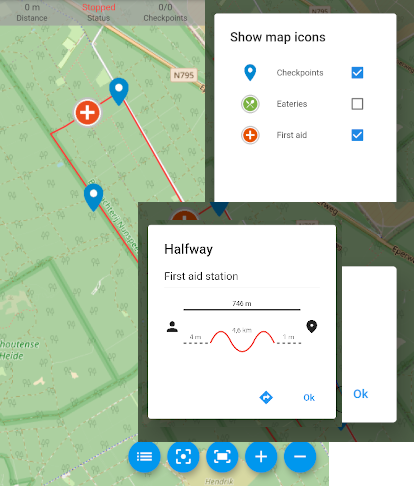 0 m
Distance
Stopped
Status
0/0
Checkpoints
N795
Show map icons
Checkpoints
Eateries
First aid
Halfway
First aid station
746 m
4 m
4,6 km
1 m
Ok
Ok
houtense
Heide
Hendrik